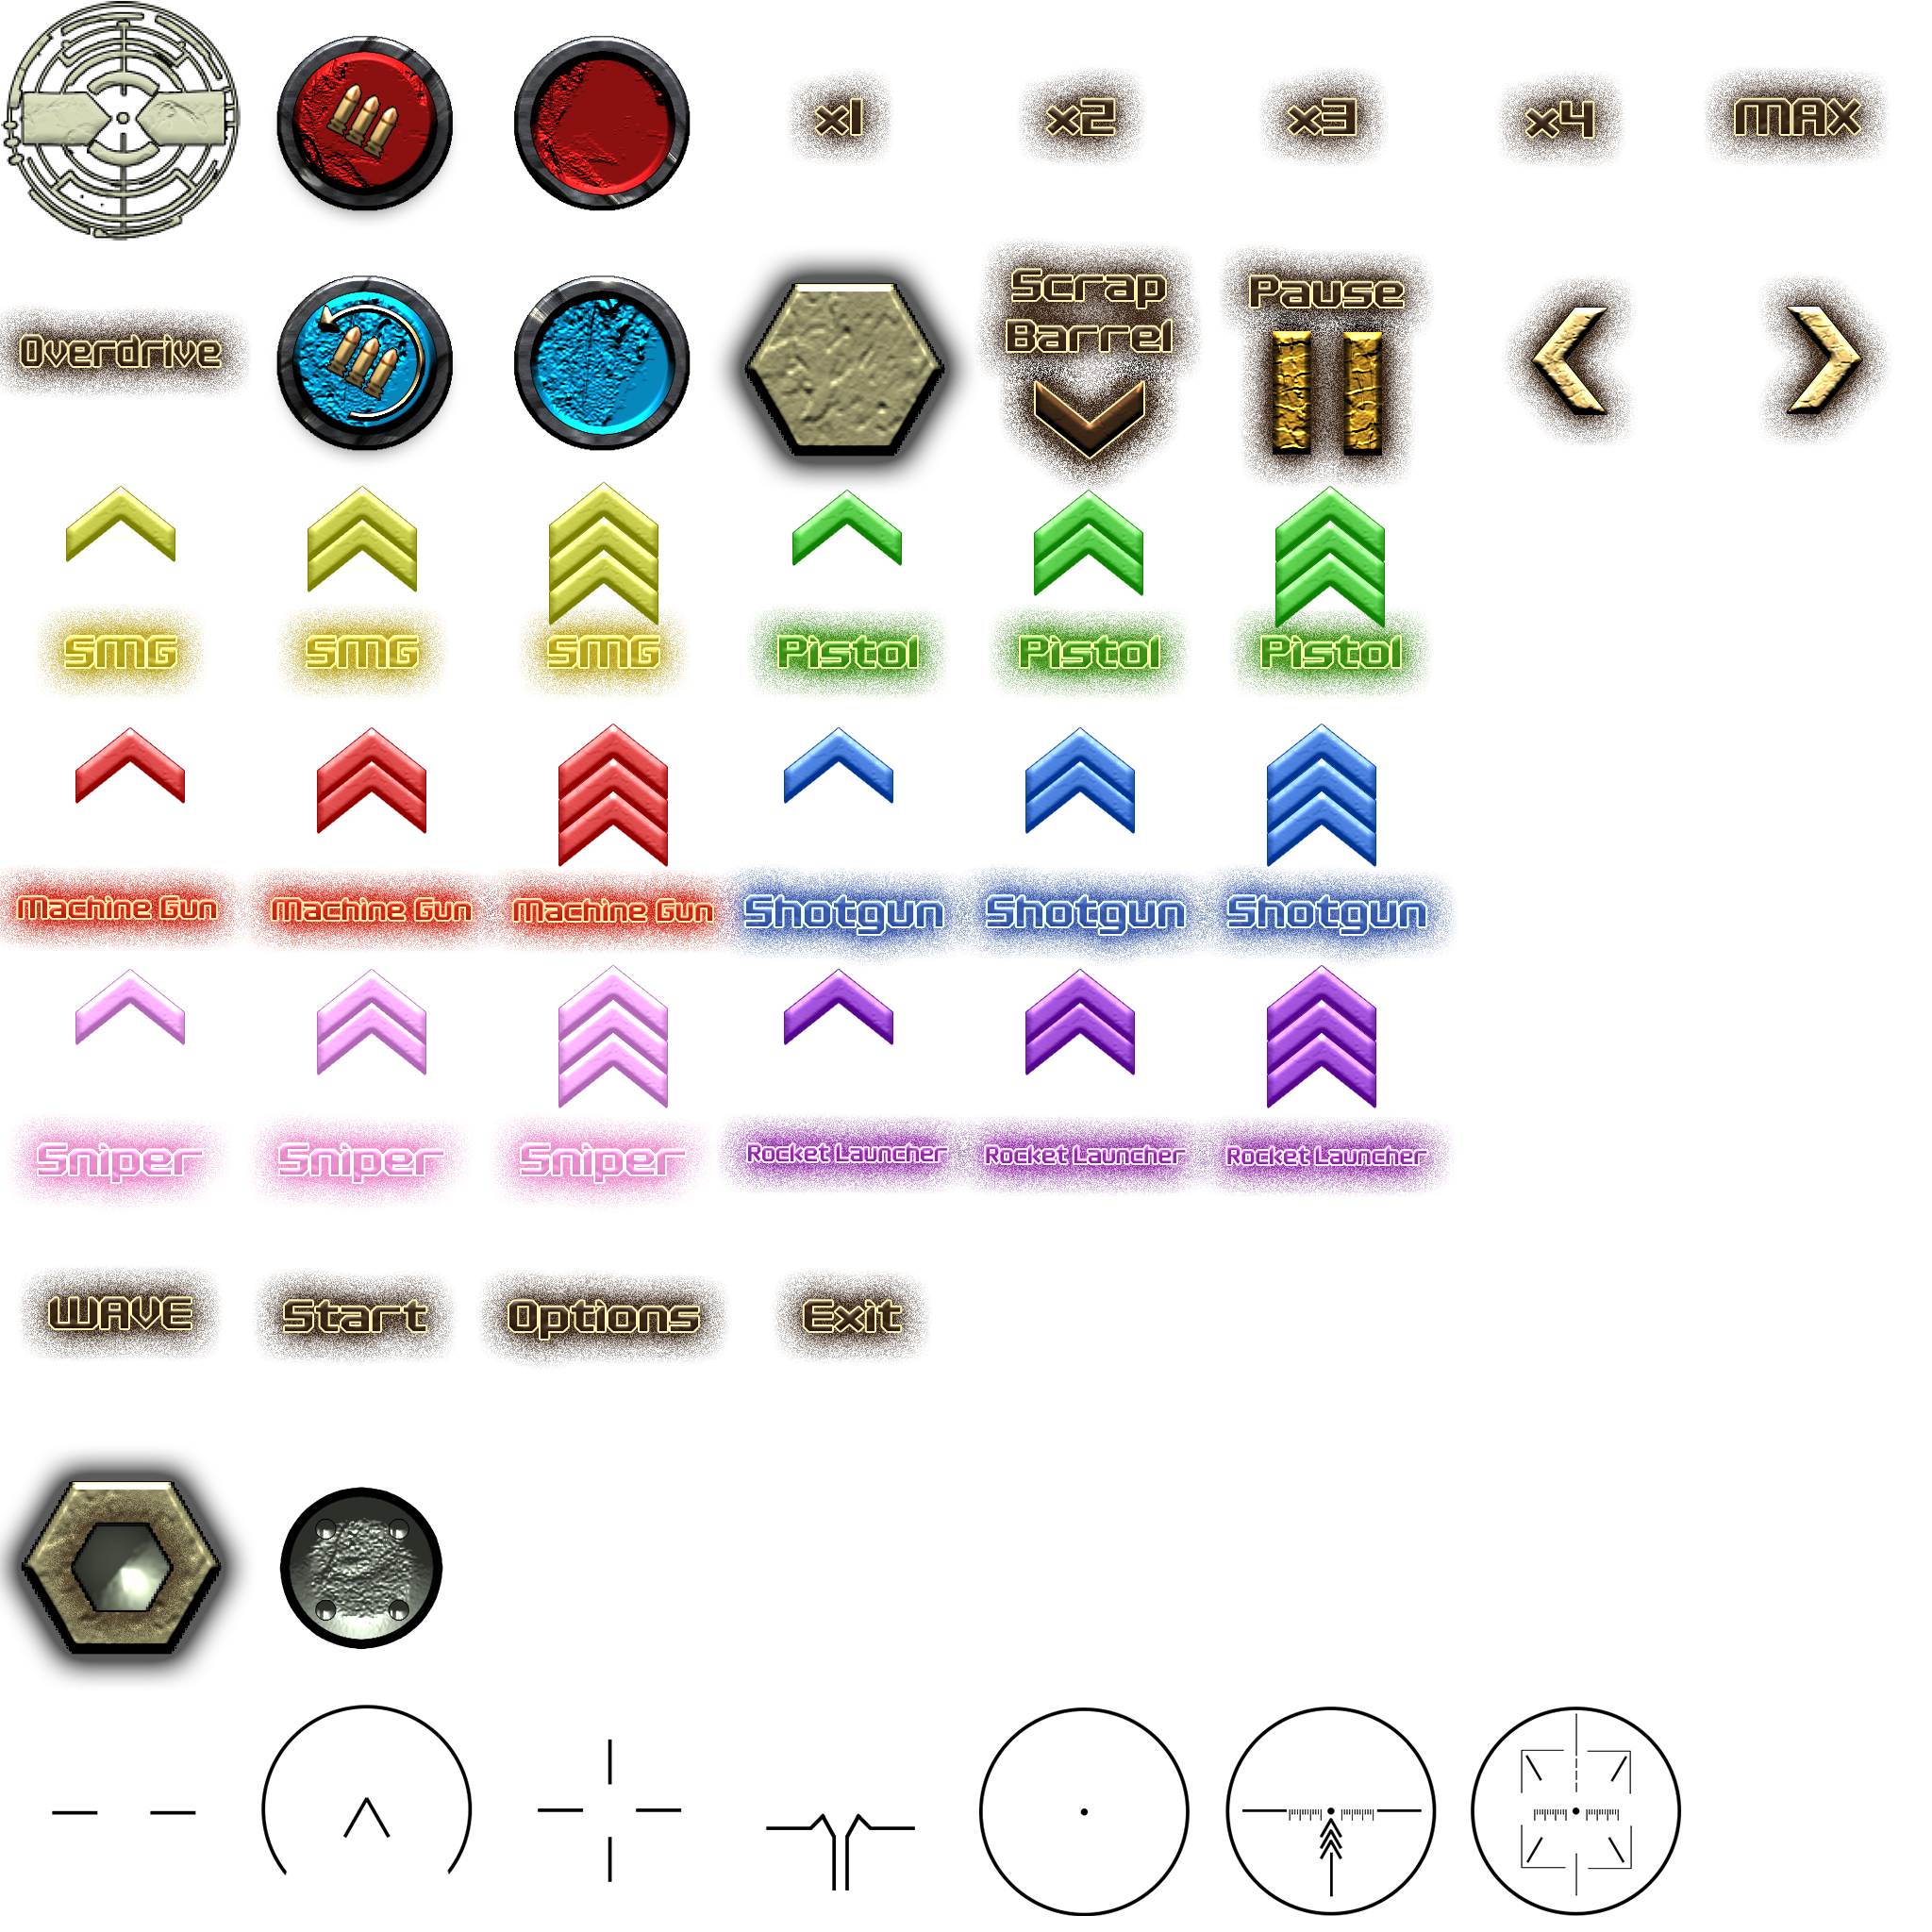 x1
x2
x3
x4
MAX
Overdrive
Scrap
Barrel
Pause
SMG
SMG
SMG
Pistol
Pistol
Pistol
Machine Gun
Machine Gun
Machine Gun
Shotgun
Shotgun
Shotgun
Sniper
Sniper
Sniper
Rocket Launcher
Rocket Launcher
Rocket Launcher
WAVE
Start
Options
Exit